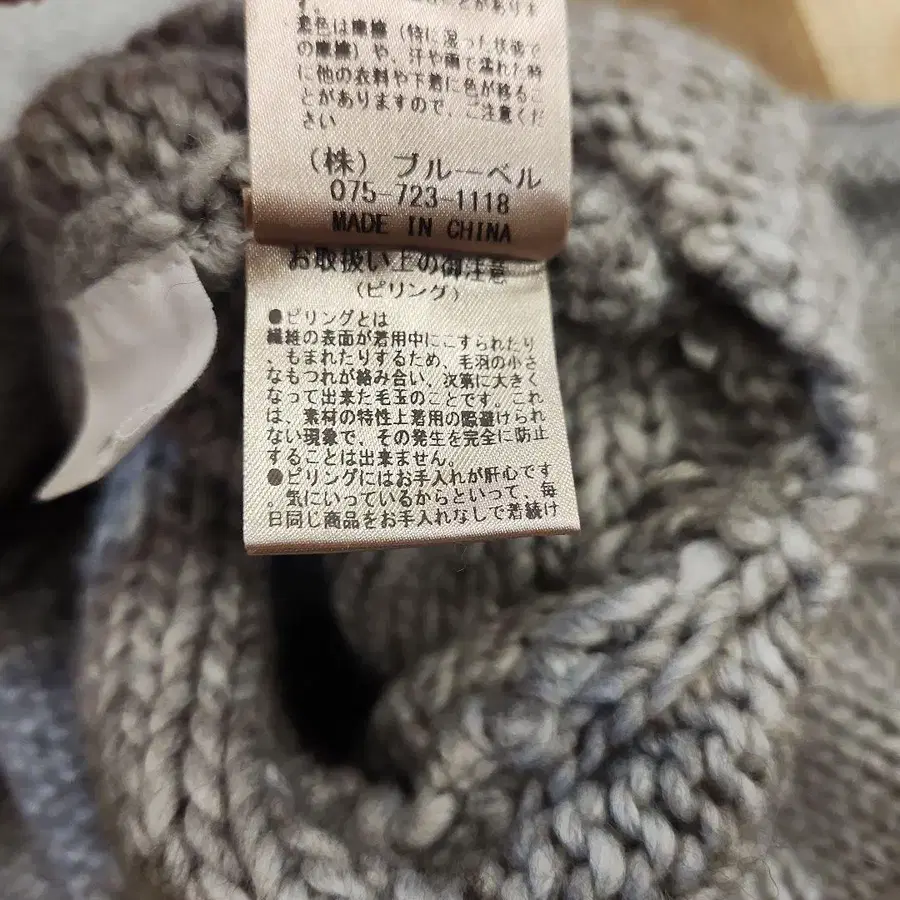 ことがありま
す。
濃色は摩擦（特に湿った状態で
の摩擦）や、汗や雨で濡れた時
に他の衣料や下着に色が移るこ
とがありますので、ご注意くだ
さい
（株）ブルーベル
075-723-1118
MADE IN CHINA
お取扱い上の御注意
（ピリング）
●ピリングとは
繊維の表面が着用中にこすられたり
、もまれたりするため、毛羽の小さ
なもつれが絡み合い、次第に大きく
なって出来た毛玉のことです。これ
は、素材の特性上着用の際避けられ
ない現象で、その発生を完全に防止
することは出来ません。
●ピリングにはお手入れが肝心です
。気にいっているからといって、毎
日同じ商品をお手入れなしで着続け